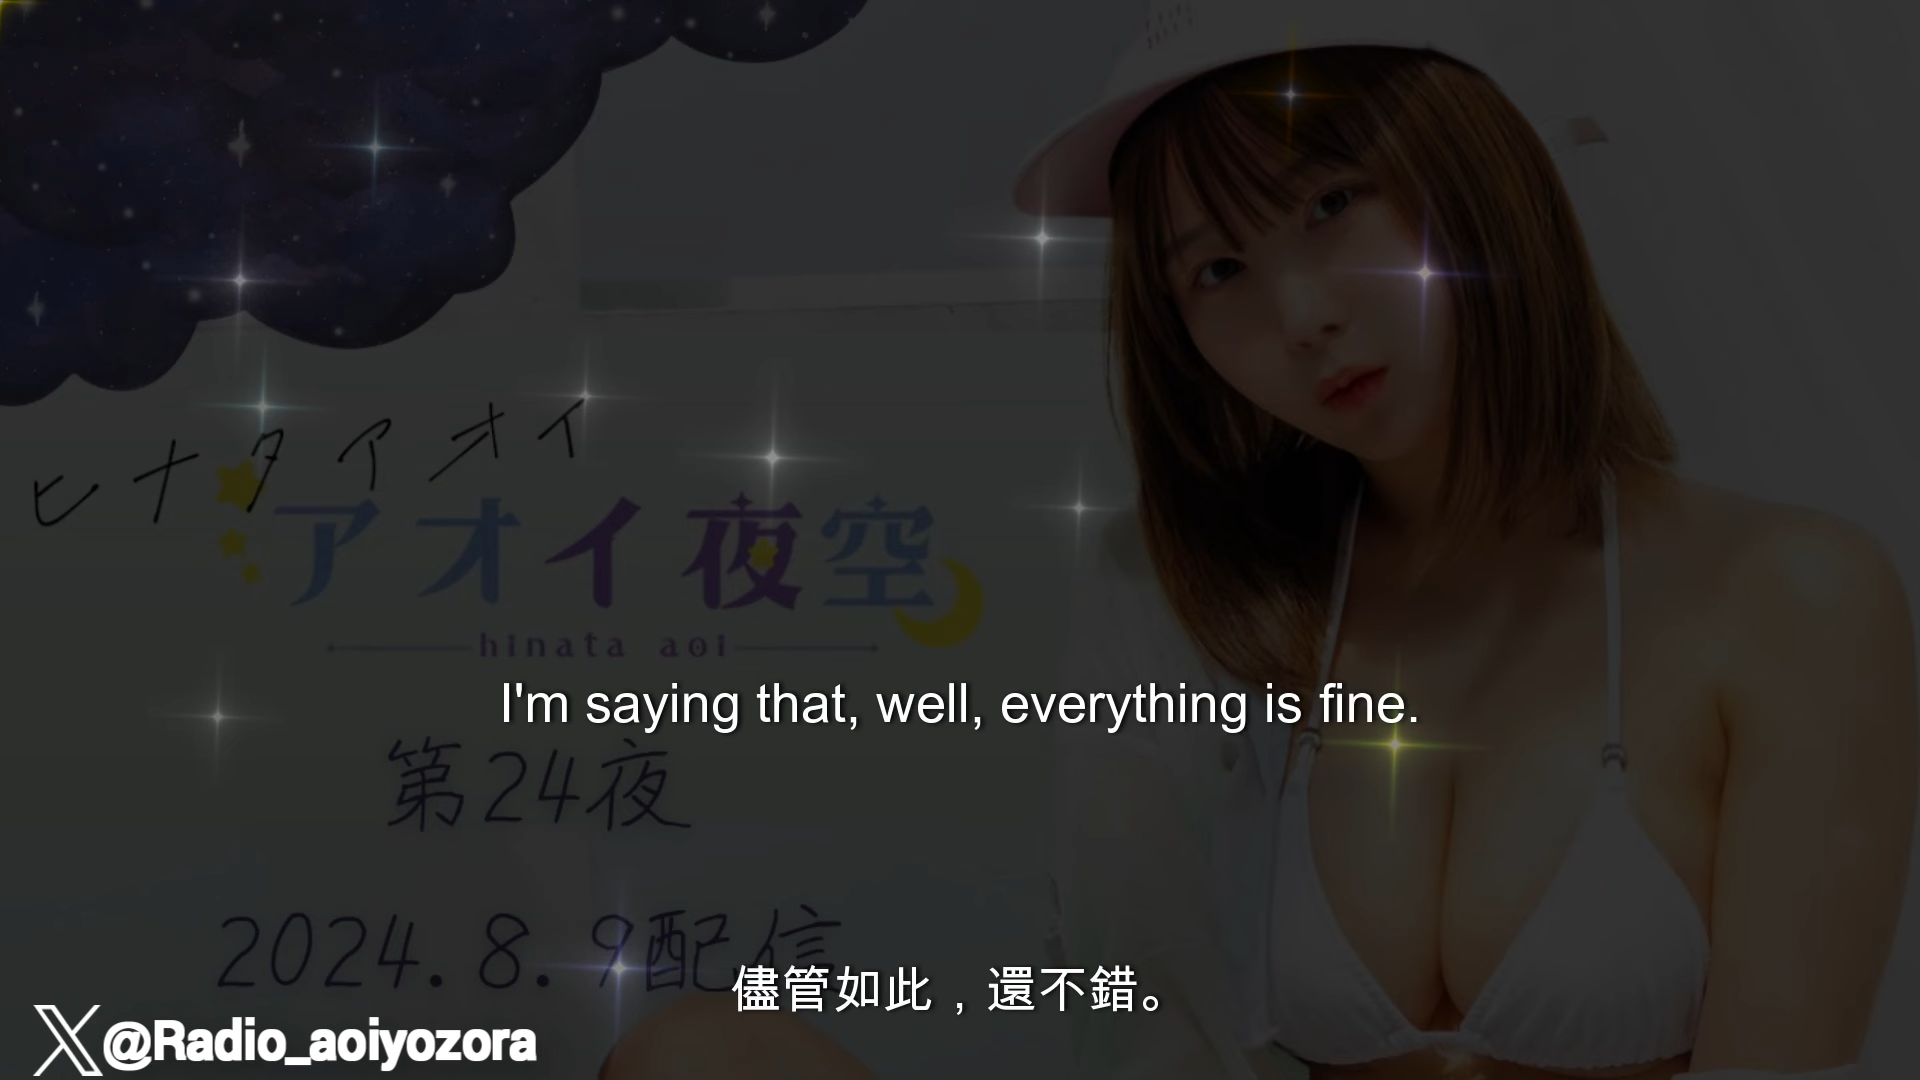 ヒナタアオイ
アオイ夜空
hinata aoi
I'm saying that, well, everything is fine.
第24夜
2024.8.9配信
儘管如此，還不錯。
X@Radio_aoiyozora